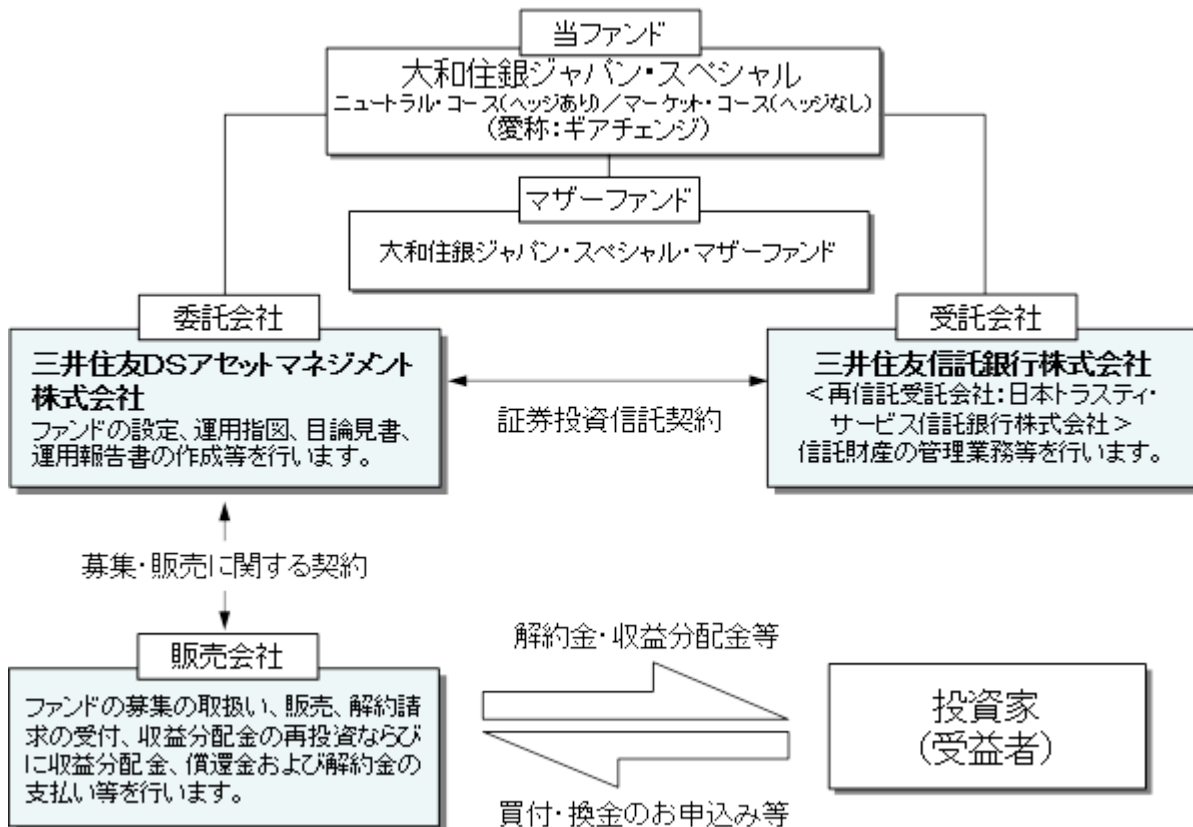 当ファンド
大和住銀ジャパン・スペシャル
ニュートラル・コース(ヘッジあり)／マーケット・コース(ヘッジなし)
(愛称：ギアチェンジ)
マザーファンド
大和住銀ジャパン・スペシャル・マザーファンド
委託会社
三井住友DSアセットマネジメント
株式会社
ファンドの設定、運用指図、目論見書、
運用報告書の作成等を行います。
証券投資信託契約
受託会社
三井住友信託銀行株式会社
＜再信託受託会社：日本トラスティ・
サービス信託銀行株式会社＞
信託財産の管理業務等を行います。
募集・販売に関する契約
販売会社
ファンドの募集の取扱い、販売、解約請
求の受付、収益分配金の再投資ならび
に収益分配金、償還金および解約金の
支払い等を行います。
解約金・収益分配金等
買付・換金のお申込み等
投資家
(受益者)